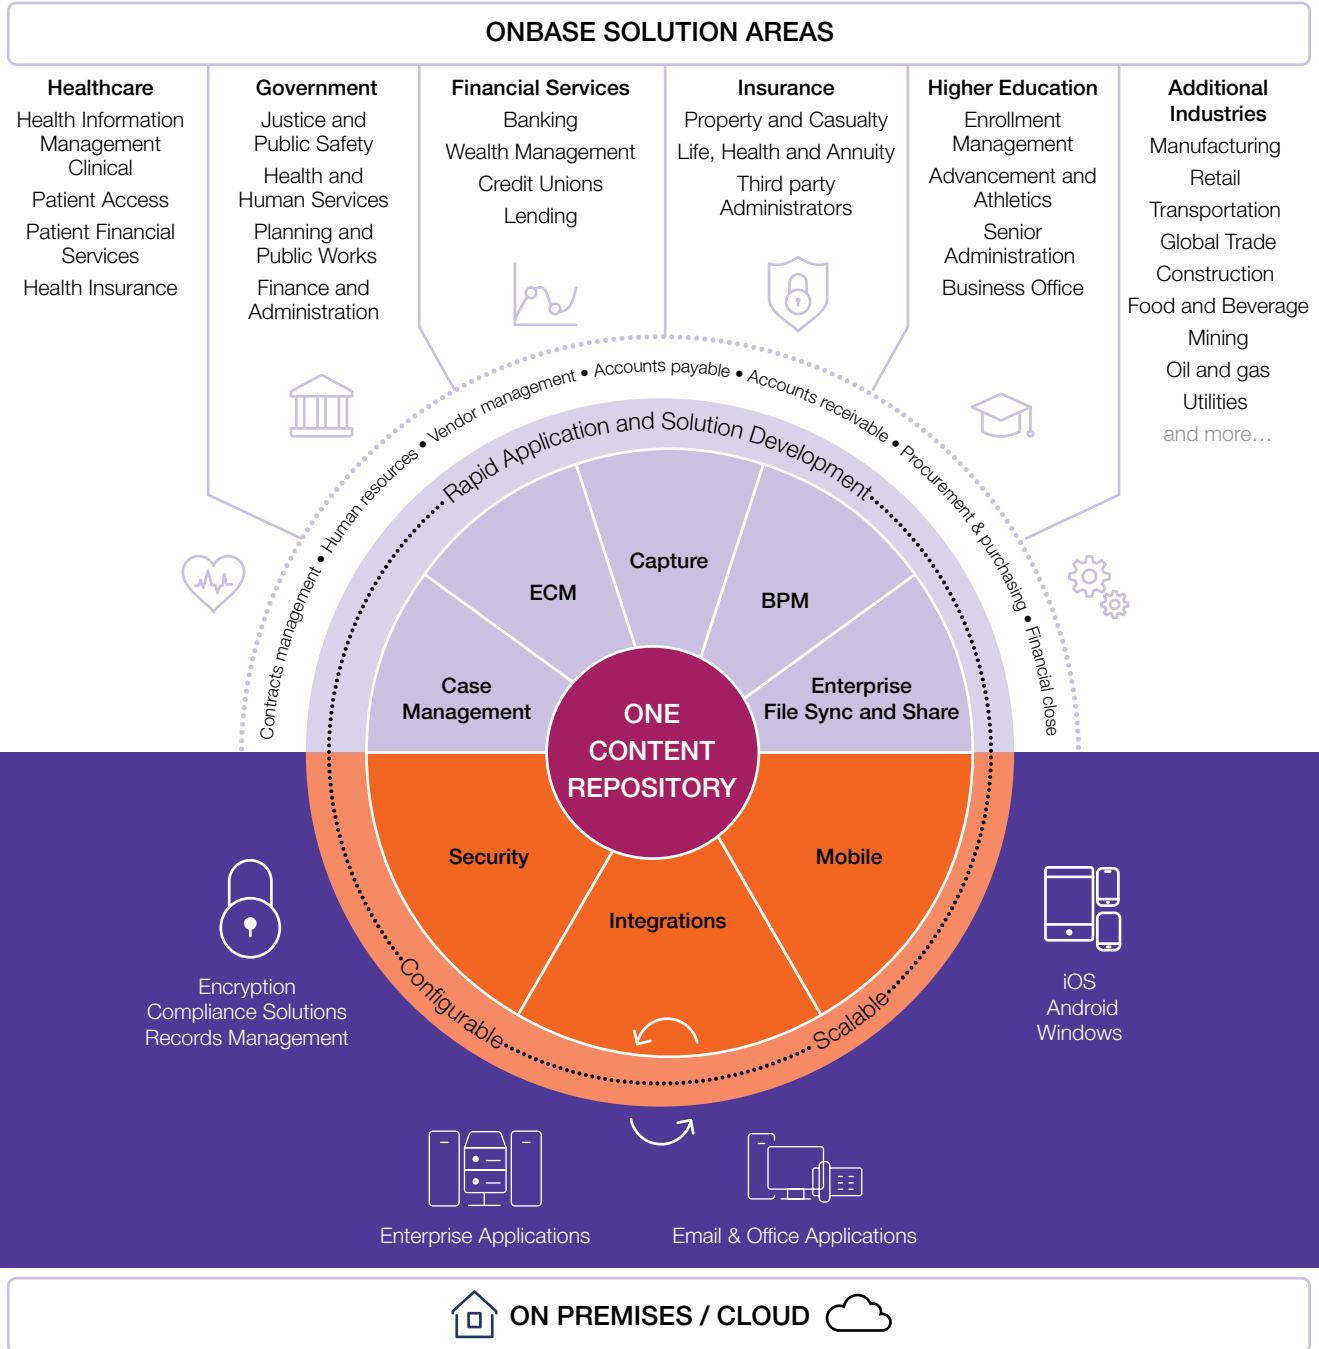 ONBASE SOLUTION AREAS
Healthcare
Health Information
Management
Clinical
Patient Access
Patient Financial
Services
Health Insurance
Government
Justice and
Public Safety
Health and
Human Services
Planning and
Public Works
Finance and
Administration
Financial Services
Banking
Wealth Management
Credit Unions
Lending
Insurance
Property and Casualty
Life, Health and Annuity
Third party
Administrators
Higher Education
Enrollment
Management
Advancement and
Athletics
Senior
Administration
Business Office
Additional
Industries
Manufacturing
Retail
Transportation
Global Trade
Construction
Food and Beverage
Mining
Oil and gas
Utilities
and more...
Contracts management • Human resources • Vendor management • Accounts payable • Accounts receivable • Procurement & purchasing • Financial close
Rapid Application and Solution Development
Case
Management
ECM
Capture
BPM
Enterprise
File Sync and Share
ONE
CONTENT
REPOSITORY
Security
Integrations
Mobile
Configurable
Scalable
Encryption
Compliance Solutions
Records Management
iOS
Android
Windows
Enterprise Applications
Email & Office Applications
ON PREMISES / CLOUD